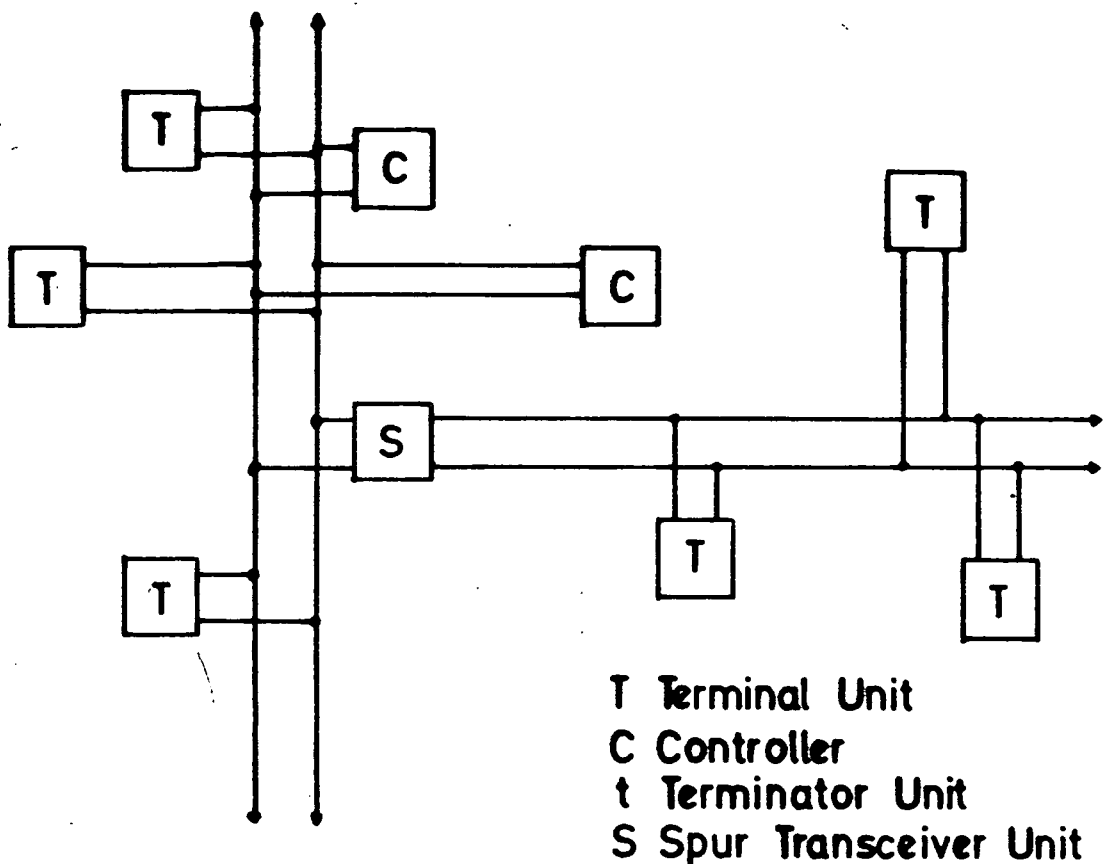 T
C
T
T
C
S
T
T
T
T Terminal Unit
C Controller
t Terminator Unit
S Spur Transceiver Unit